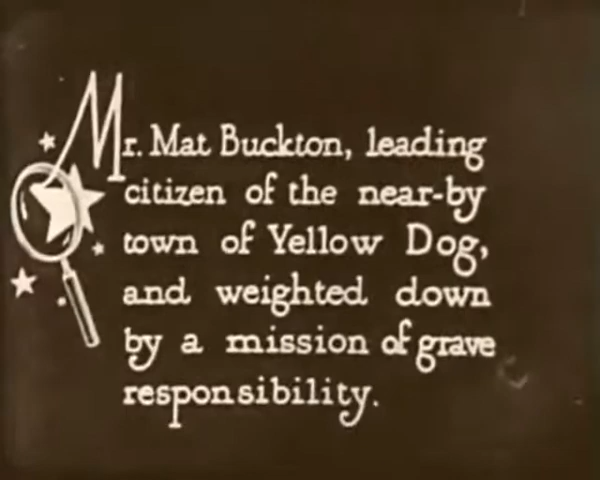 Mr. Mat Buckton, leading
citizen of the near-by
town of Yellow Dog,
and weighted down
by a mission of grave
responsibility.